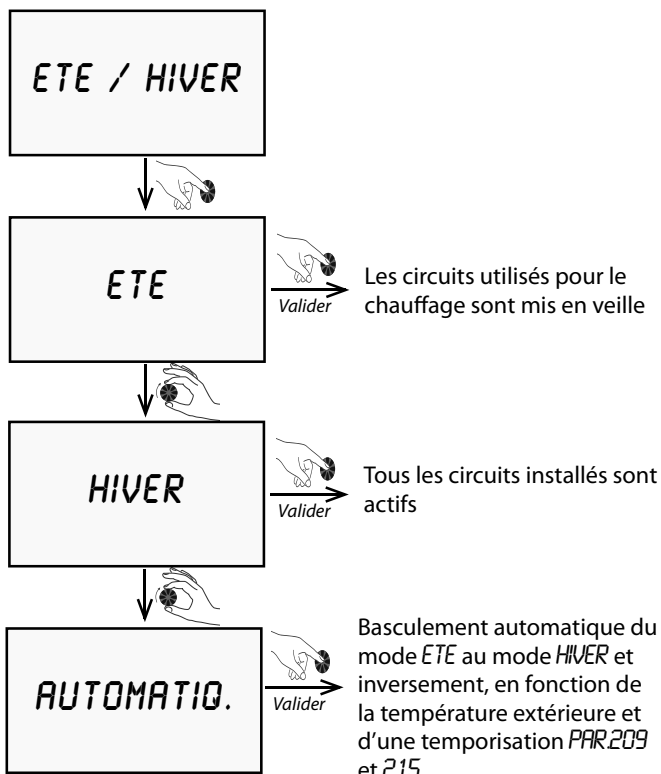 ETE / HIVER
ETE
Valider
Les circuits utilisés pour le
chauffage sont mis en veille
HIVER
Valider
Tous les circuits installés sont
actifs
AUTOMATIQ.
Valider
Basculement automatique du
mode ETE au mode HIVER et
inversement, en fonction de
la température extérieure et
d’une temporisation PAR.209
et 215